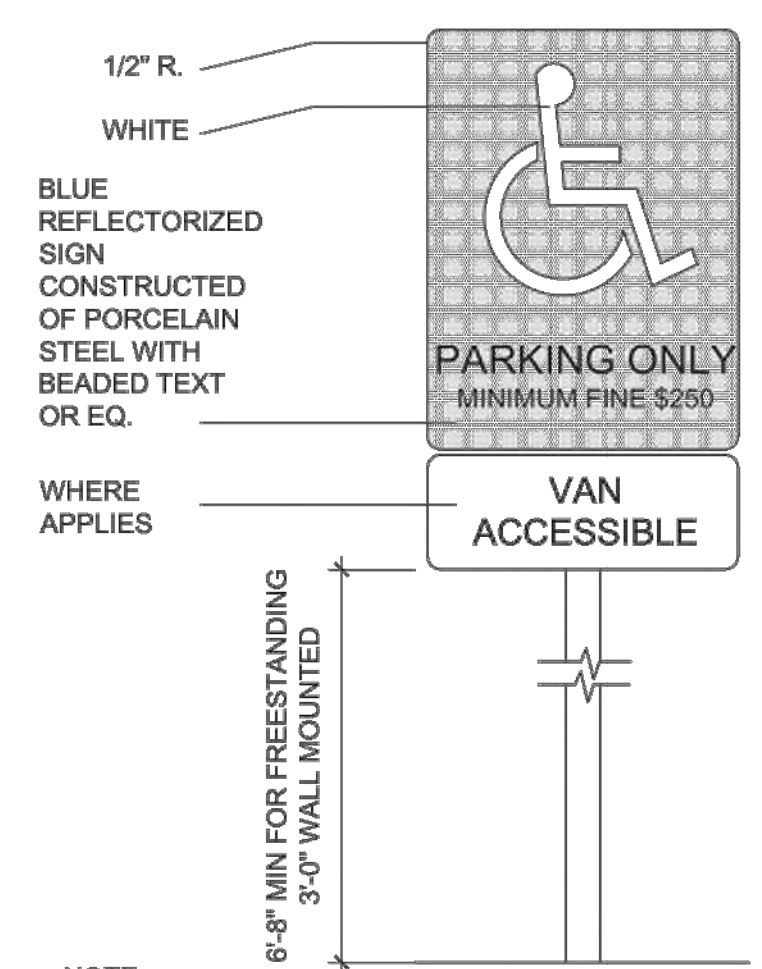 1/2" R.
WHITE
BLUE
REFLECTORIZED
SIGN
CONSTRUCTED
OF PORCELAIN
STEEL WITH
BEADED TEXT
OR EQ.
PARKING ONLY
MINIMUM FINE $250
WHERE
APPLIES
VAN
ACCESSIBLE
6'-8" MIN FOR FREESTANDING
3'-0" WALL MOUNTED